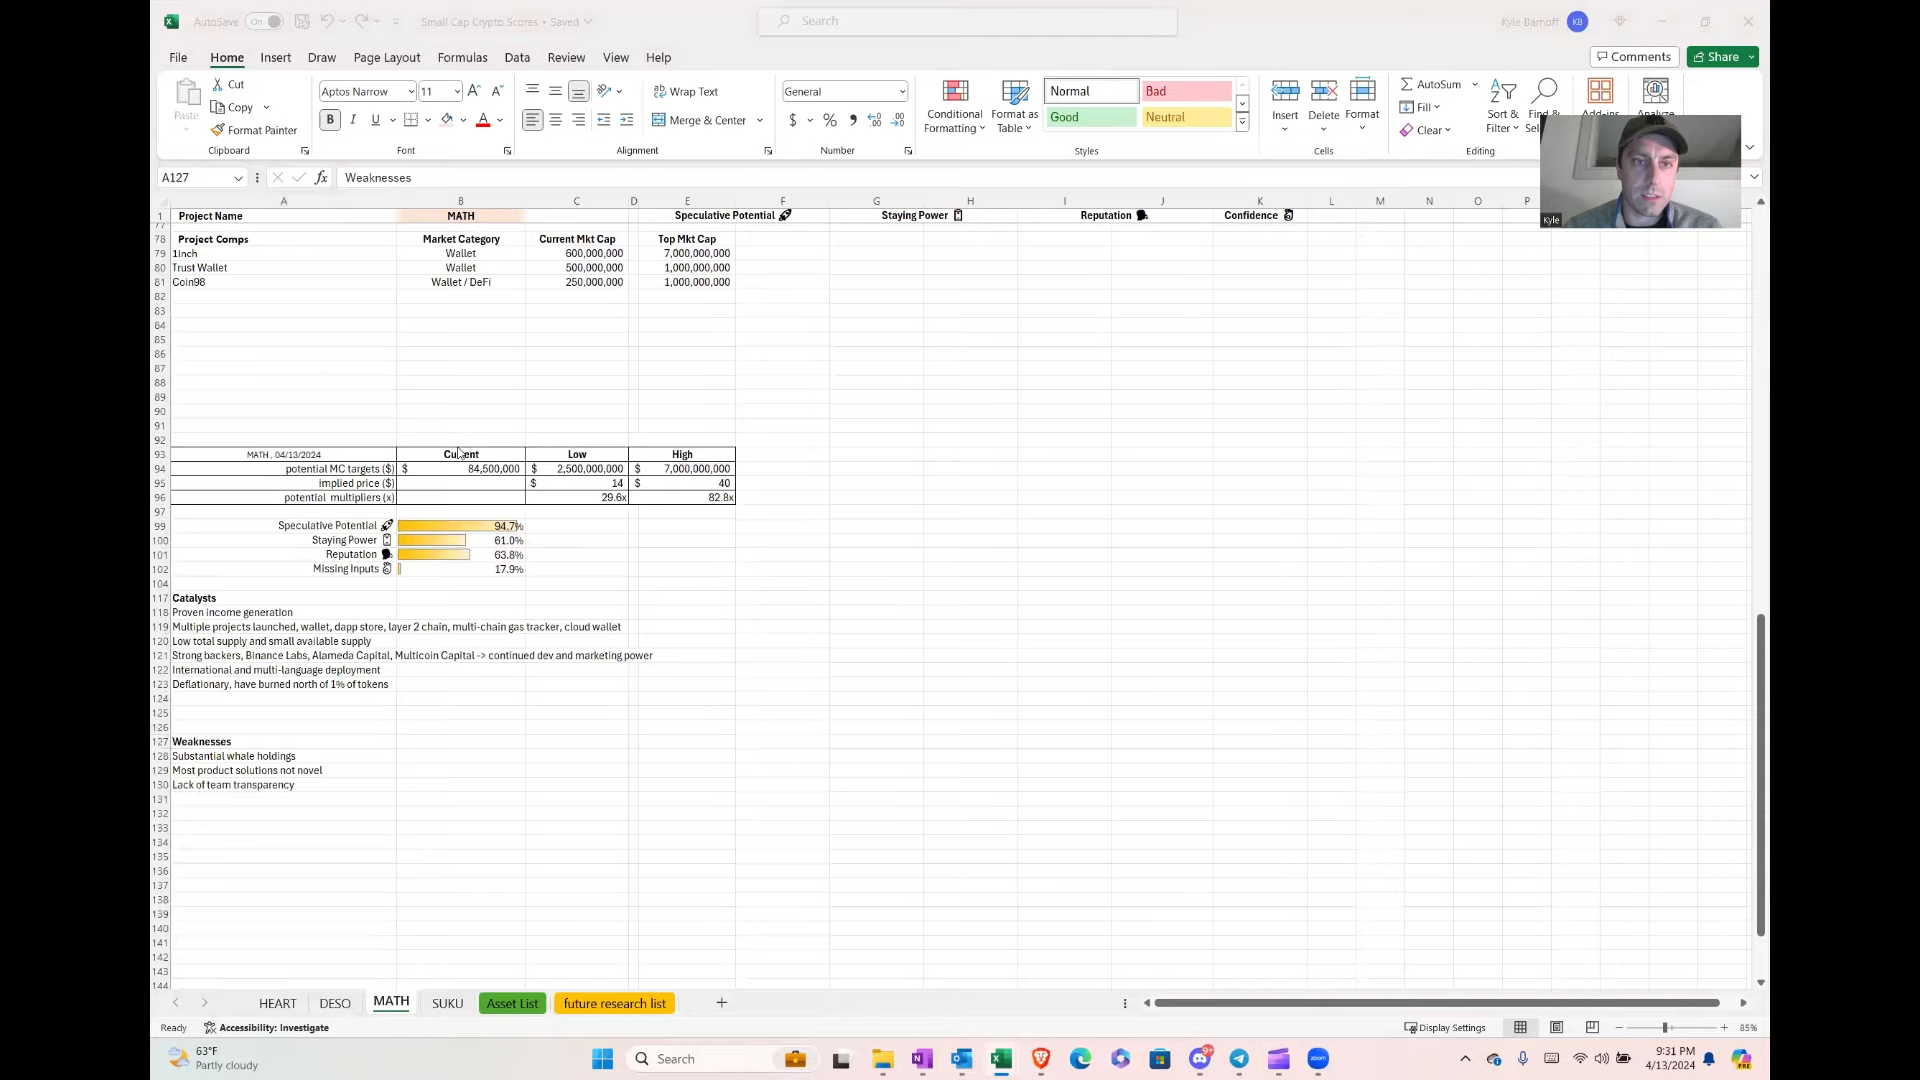 AutoSave On Small Cap Crypto Scores • Saved Search Kyle Barnoff KB
File Home Insert Draw Page Layout Formulas Data Review View Help Comments Share
Paste Cut Copy Format Painter Clipboard
Aptos Narrow 11 B I U A Font
Wrap Text Merge & Center Alignment
General $ % Number
Conditional Formatting Format as Table Normal Bad Good Neutral Styles
Insert Delete Format Cells
AutoSum Fill Clear Sort & Filter Find & Editing Add-ins Analyze
A127 fx Weaknesses
Kyle
A B C D E F G H I J K L M N O P
1 Project Name MATH Speculative Potential Staying Power Reputation Confidence
77
78 Project Comps Market Category Current Mkt Cap Top Mkt Cap
79 1inch Wallet 600,000,000 7,000,000,000
80 Trust Wallet Wallet 500,000,000 1,000,000,000
81 Coin98 Wallet / DeFi 250,000,000 1,000,000,000
82
83
84
85
86
87
88
89
90
91
92
93 MATH , 04/13/2024 Current Low High
94 potential MC targets ($) $ 84,500,000 $ 2,500,000,000 $ 7,000,000,000
95 implied price ($) $ 14 $ 40
96 potential multipliers (x) 29.6x 82.8x
97
99 Speculative Potential 94.7%
100 Staying Power 61.0%
101 Reputation 63.8%
102 Missing Inputs 17.9%
104
117 Catalysts
118 Proven income generation
119 Multiple projects launched, wallet, dapp store, layer 2 chain, multi-chain gas tracker, cloud wallet
120 Low total supply and small available supply
121 Strong backers, Binance Labs, Alameda Capital, Multicoin Capital -> continued dev and marketing power
122 International and multi-language deployment
123 Deflationary, have burned north of 1% of tokens
124
125
126
127 Weaknesses
128 Substantial whale holdings
129 Most product solutions not novel
130 Lack of team transparency
131
132
133
134
135
136
137
138
139
140
141
142
143
144
HEART DESO MATH SUKU Asset List future research list
Ready Accessibility: Investigate Display Settings 85%
63°F
Partly cloudy
Search
9+
zoom
9:31 PM
4/13/2024
PRE